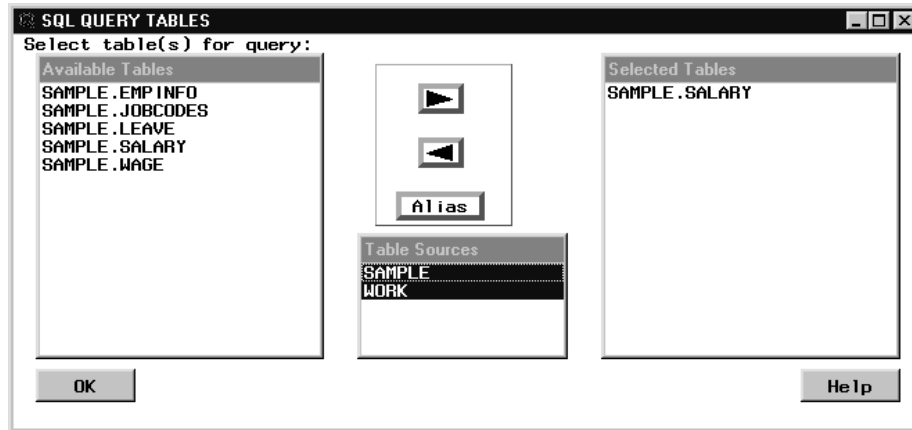 SQL QUERY TABLES
Select table(s) for query:
Available Tables
SAMPLE.EMPINFO
SAMPLE.JOBCODES
SAMPLE.LEAVE
SAMPLE.SALARY
SAMPLE.WAGE
Alias
Table Sources
SAMPLE
WORK
Selected Tables
SAMPLE.SALARY
OK
Help